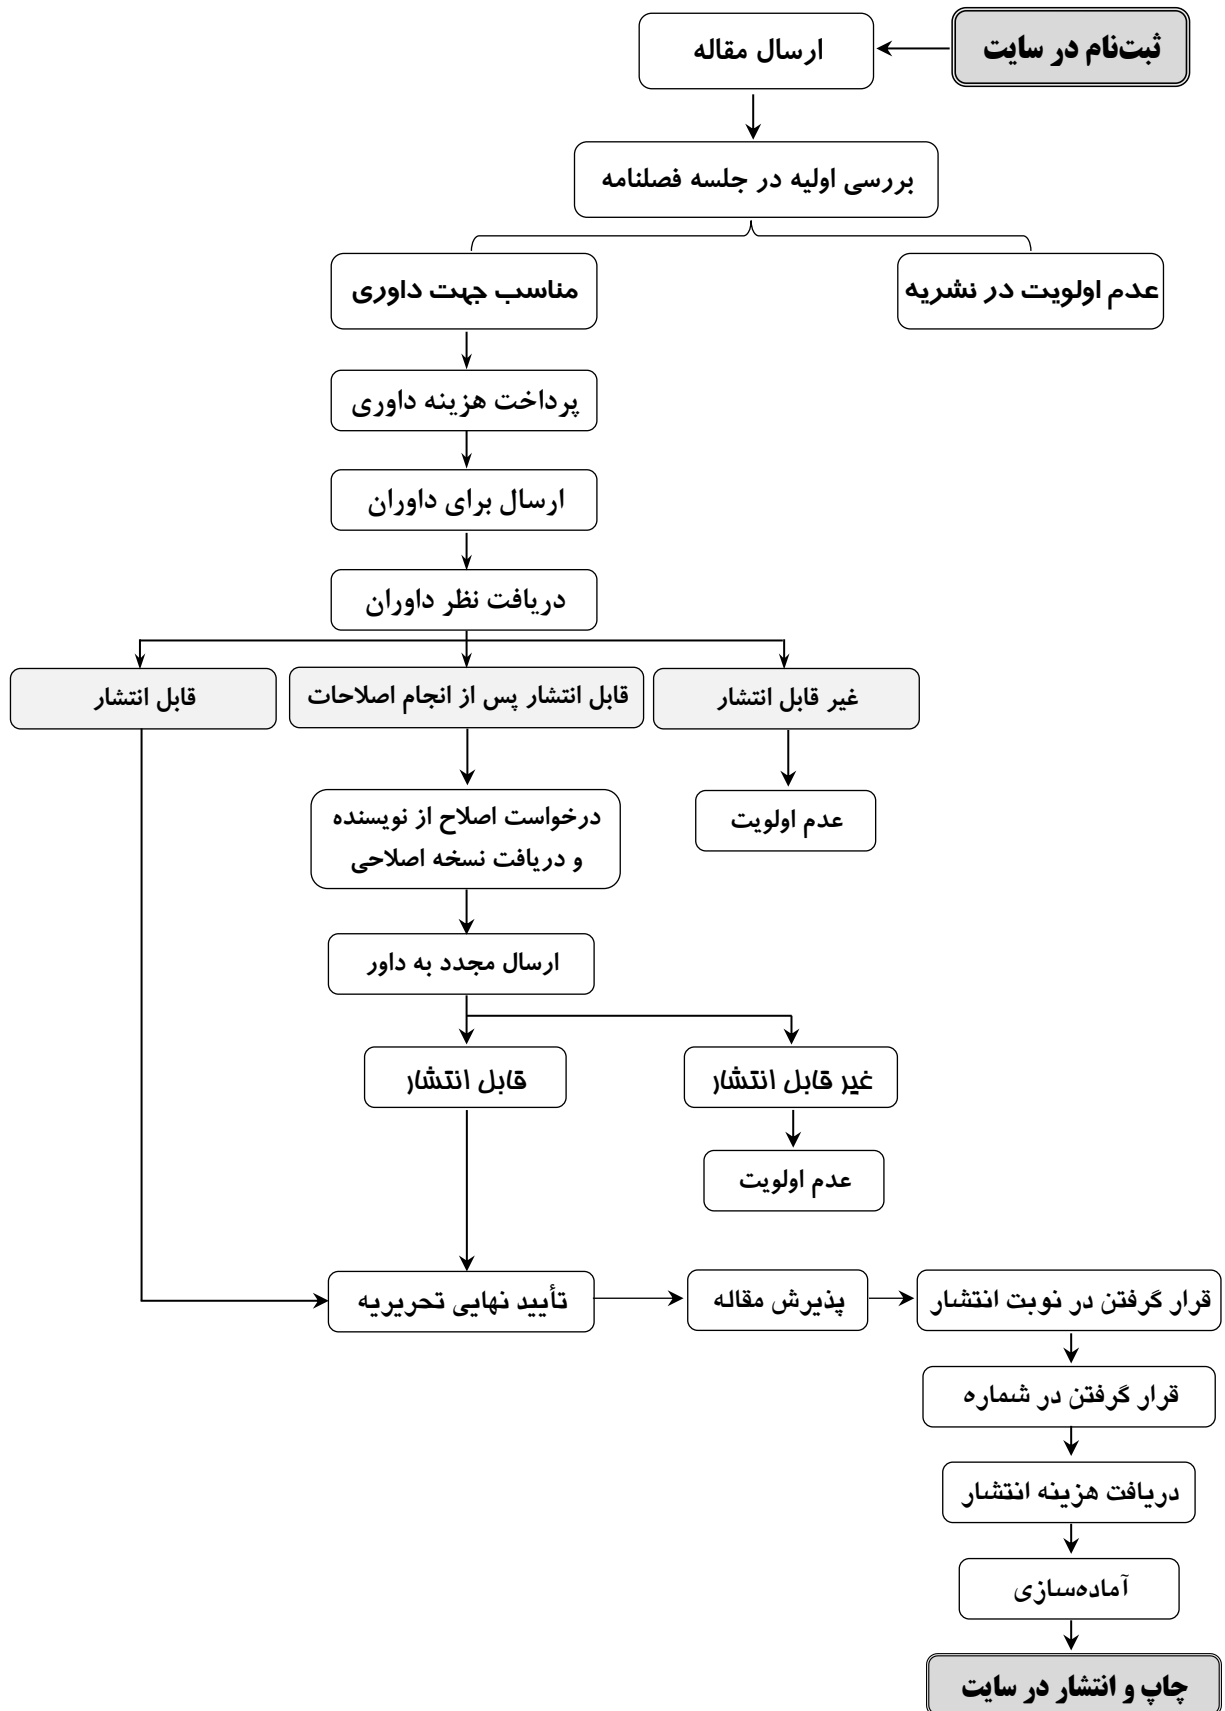 ثبت‌نام در سایت
ارسال مقاله
بررسی اولیه در جلسه فصلنامه
عدم اولویت در نشریه
مناسب جهت داوری
پرداخت هزینه داوری
ارسال برای داوران
دریافت نظر داوران
غیر قابل انتشار
قابل انتشار پس از انجام اصلاحات
قابل انتشار
عدم اولویت
درخواست اصلاح از نویسنده
و دریافت نسخه اصلاحی
ارسال مجدد به داور
غیر قابل انتشار
قابل انتشار
عدم اولویت
تأیید نهایی تحریریه
پذیرش مقاله
قرار گرفتن در نوبت انتشار
قرار گرفتن در شماره
دریافت هزینه انتشار
آماده‌سازی
چاپ و انتشار در سایت